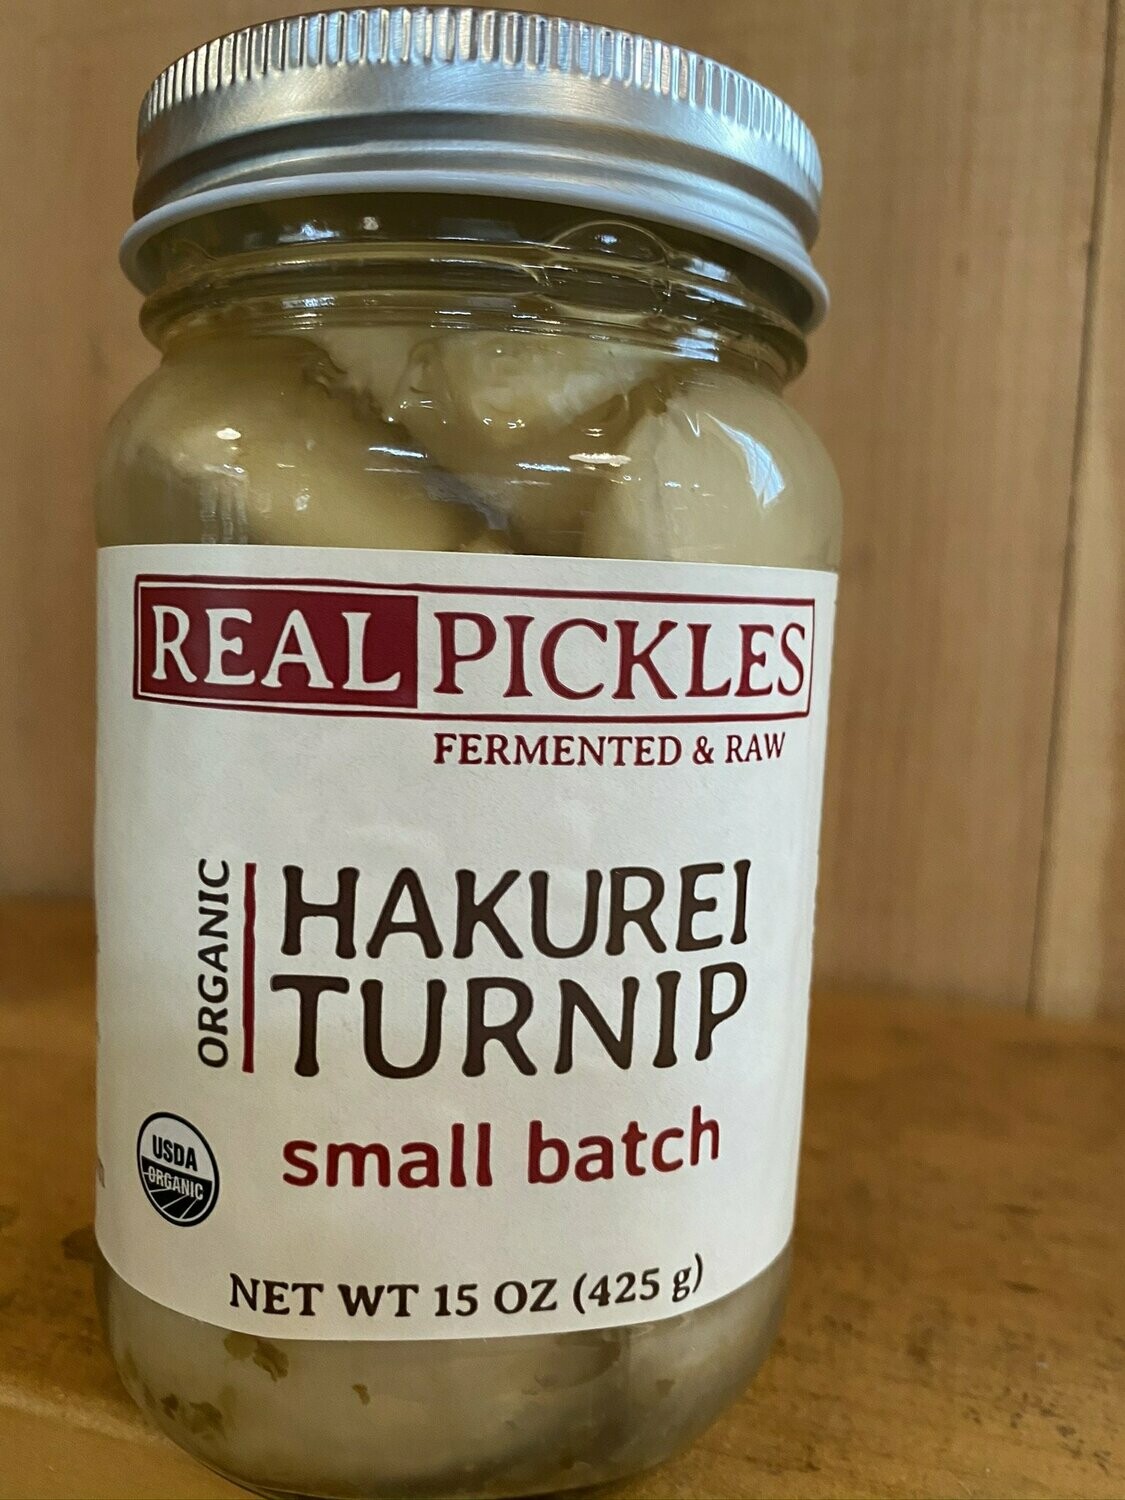 REAL PICKLES
FERMENTED & RAW
ORGANIC
HAKUREI
TURNIP
small batch
USDA
ORGANIC
NET WT 15 OZ (425 g)